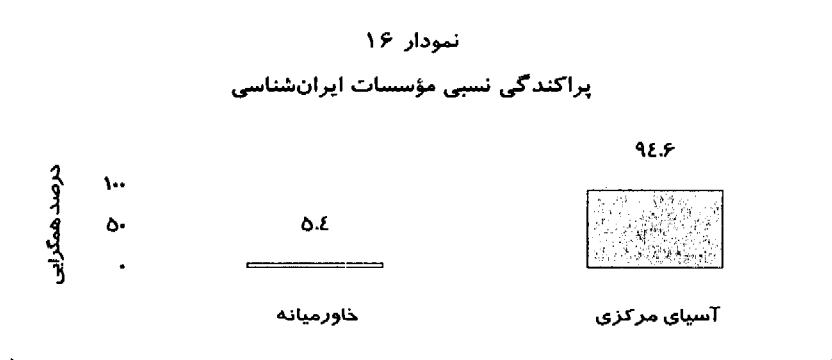 نمودار ۱۶
پراکندگی نسبی مؤسسات ایران‌شناسی
۹٤.۶
۱۰۰
۵۰
۰
درصد همگرایی
۵.٤
خاورمیانه
آسیای مرکزی